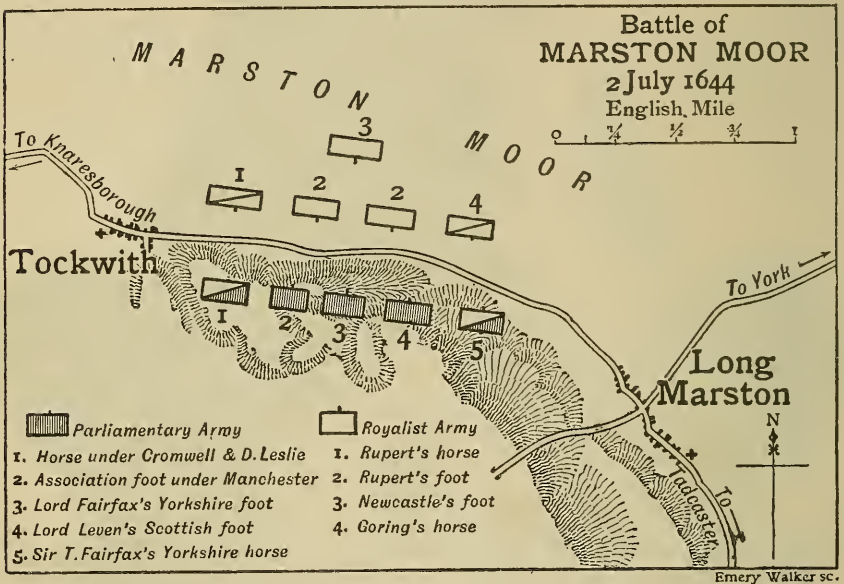 Battle of
MARSTON MOOR
2 July 1644
English Mile
0 ¼ ½ ¾ 1
MARSTON
MOOR
To Knaresborough
3
1 2 2 4
Tockwith
To York
1 2 3 4 5
Long
Marston
N
To
Tadcaster
Parliamentary Army
1. Horse under Cromwell & D. Leslie
2. Association foot under Manchester
3. Lord Fairfax's Yorkshire foot
4. Lord Leven's Scottish foot
5. Sir T. Fairfax's Yorkshire horse
Royalist Army
1. Rupert's horse
2. Rupert's foot
3. Newcastle's foot
4. Goring's horse
Emery Walker sc.